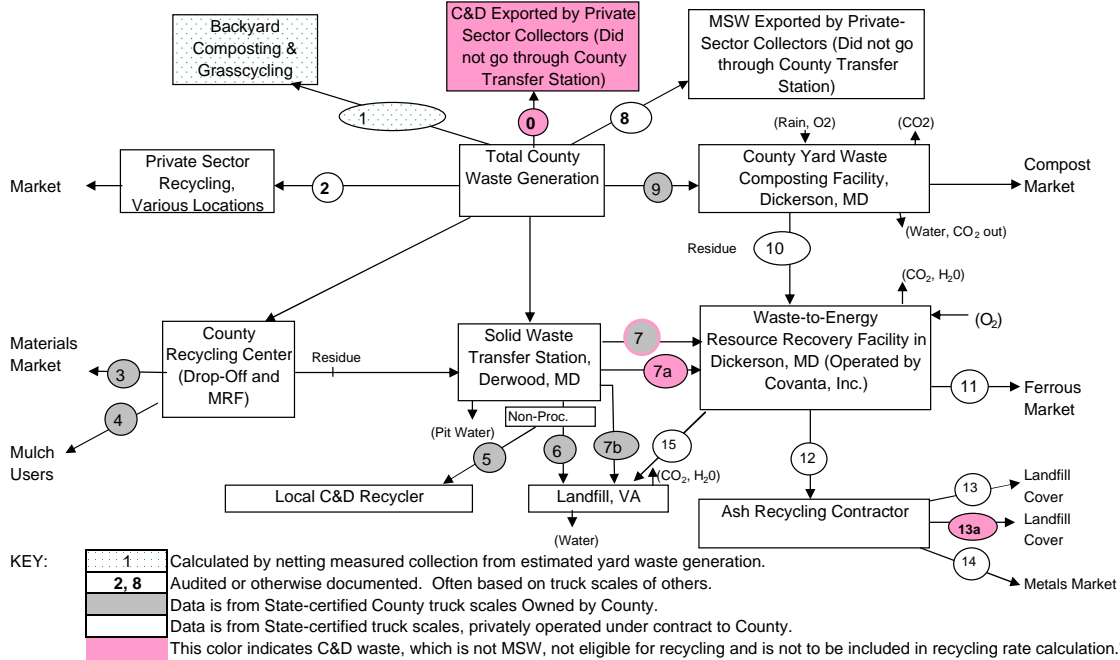 Backyard
Composting &
Grasscycling
C&D Exported by Private
Sector Collectors (Did
not go through County
Transfer Station)
MSW Exported by Private-
Sector Collectors (Did not go
through County Transfer
Station)
1
0
8
(Rain, O2)
(CO2)
Market
Private Sector
Recycling,
Various Locations
2
Total County
Waste Generation
9
County Yard Waste
Composting Facility,
Dickerson, MD
Compost
Market
(Water, CO2 out)
Residue
10
(CO2, H20)
Materials
Market
3
County
Recycling Center
(Drop-Off and
MRF)
Residue
Solid Waste
Transfer Station,
Derwood, MD
7
7a
Waste-to-Energy
Resource Recovery Facility in
Dickerson, MD (Operated by
Covanta, Inc.)
(O2)
11
Ferrous
Market
4
Mulch
Users
(Pit Water)
Non-Proc.
5
6
7b
15
(CO2, H20)
12
Local C&D Recycler
Landfill, VA
(Water)
Ash Recycling Contractor
13
Landfill
Cover
13a
Landfill
Cover
14
Metals Market
KEY:
1 Calculated by netting measured collection from estimated yard waste generation.
2, 8 Audited or otherwise documented. Often based on truck scales of others.
Data is from State-certified County truck scales Owned by County.
Data is from State-certified truck scales, privately operated under contract to County.
This color indicates C&D waste, which is not MSW, not eligible for recycling and is not to be included in recycling rate calculation.